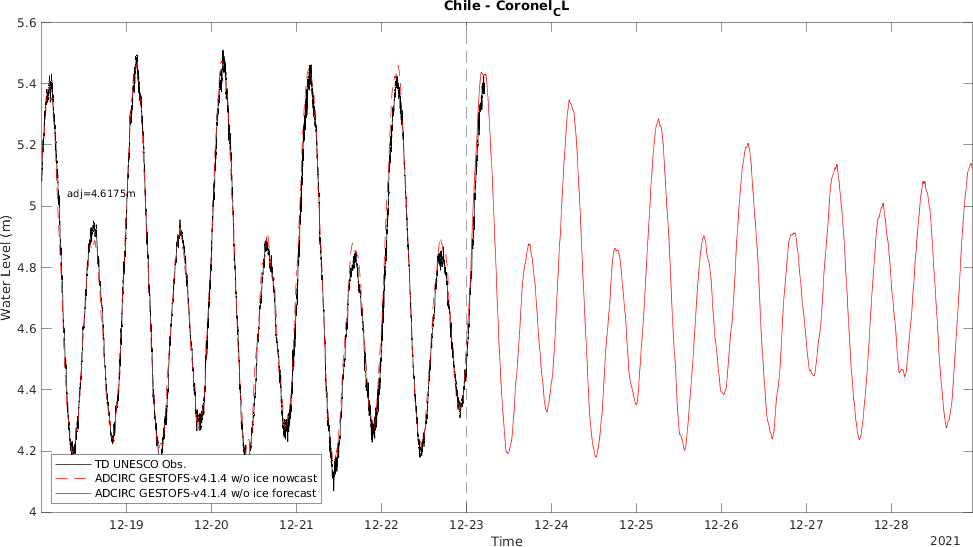 Chile - Coronel_CL
5.6
5.4
5.2
5
4.8
4.6
4.4
4.2
4
Water Level (m)
adj=4.6175m
TD UNESCO Obs.
ADCIRC GESTOFS-v4.1.4 w/o ice nowcast
ADCIRC GESTOFS-v4.1.4 w/o ice forecast
12-19 12-20 12-21 12-22 12-23 12-24 12-25 12-26 12-27 12-28
Time
2021